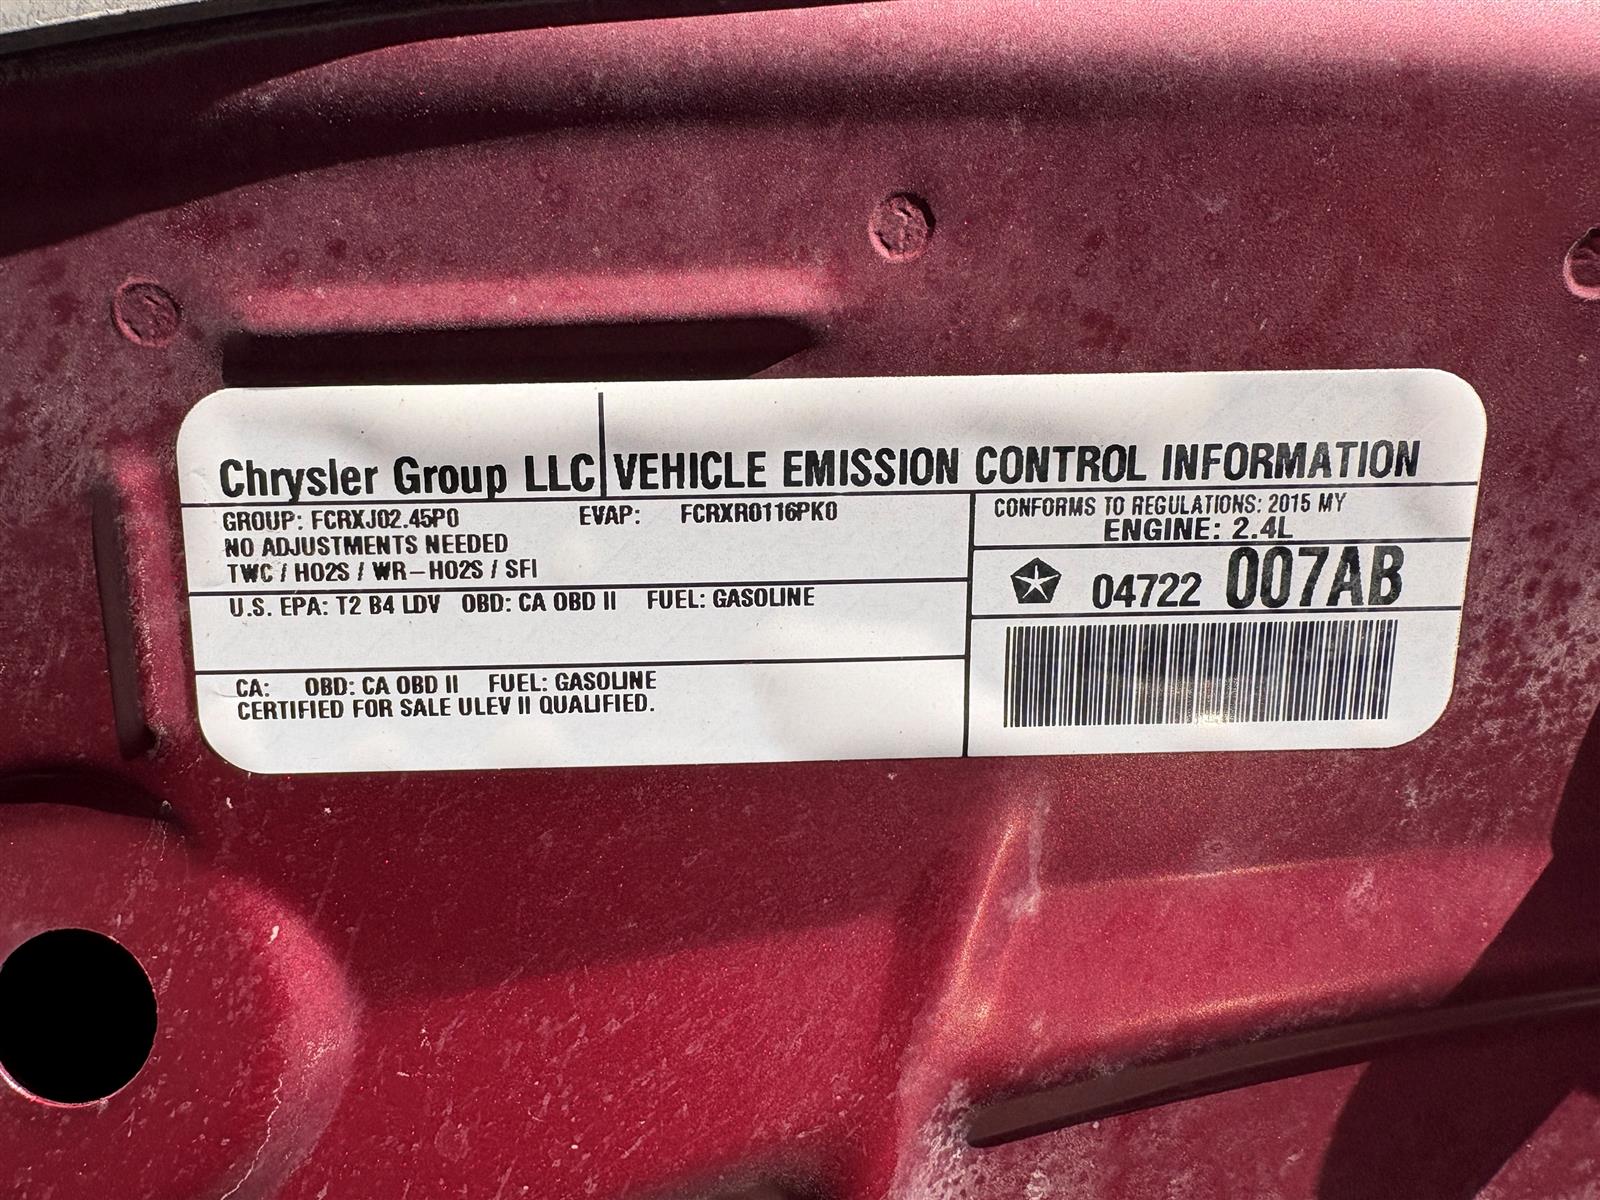 Chrysler Group LLC VEHICLE EMISSION CONTROL INFORMATION
GROUP: FCRXJ02.45P0 EVAP: FCRXR0116PK0
NO ADJUSTMENTS NEEDED
TWC / HO2S / WR-HO2S / SFI
U.S. EPA: T2 B4 LDV OBD: CA OBD II FUEL: GASOLINE
CA: OBD: CA OBD II FUEL: GASOLINE
CERTIFIED FOR SALE ULEV II QUALIFIED.
CONFORMS TO REGULATIONS: 2015 MY
ENGINE: 2.4L
04722 007AB